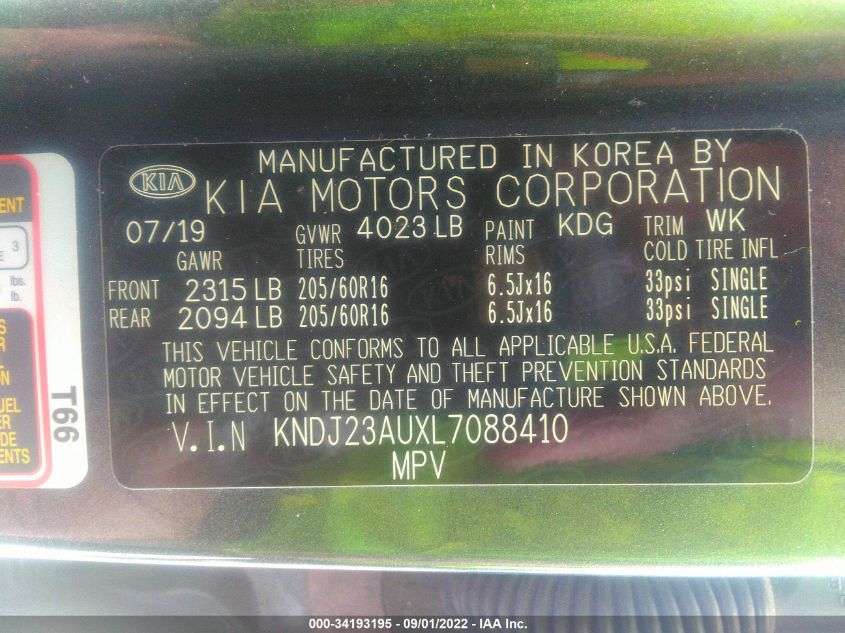 MANUFACTURED IN KOREA BY
KIA KIA MOTORS CORPORATION
07/19 GVWR 4023 LB PAINT KDG TRIM WK
GAWR TIRES RIMS COLD TIRE INFL
FRONT 2315 LB 205/60R16 6.5Jx16 33psi SINGLE
REAR 2094 LB 205/60R16 6.5Jx16 33psi SINGLE
THIS VEHICLE CONFORMS TO ALL APPLICABLE U.S.A. FEDERAL
MOTOR VEHICLE SAFETY AND THEFT PREVENTION STANDARDS
IN EFFECT ON THE DATE OF MANUFACTURE SHOWN ABOVE.
V.I.N KNDJ23AUXL7088410
MPV
3
lbs.
lb.
T66
000-34193195 - 09/01/2022 - IAA Inc.